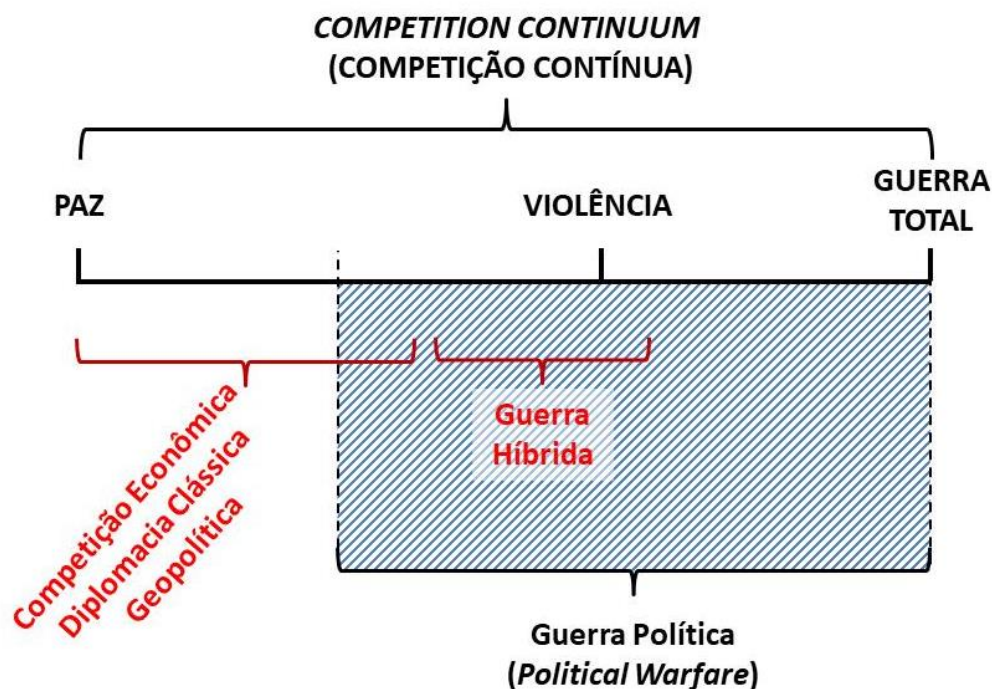 COMPETITION CONTINUUM
(COMPETIÇÃO CONTÍNUA)
PAZ
VIOLÊNCIA
GUERRA
TOTAL
Competição Econômica
Diplomacia Clássica
Geopolítica
Guerra
Híbrida
Guerra Política
(Political Warfare)